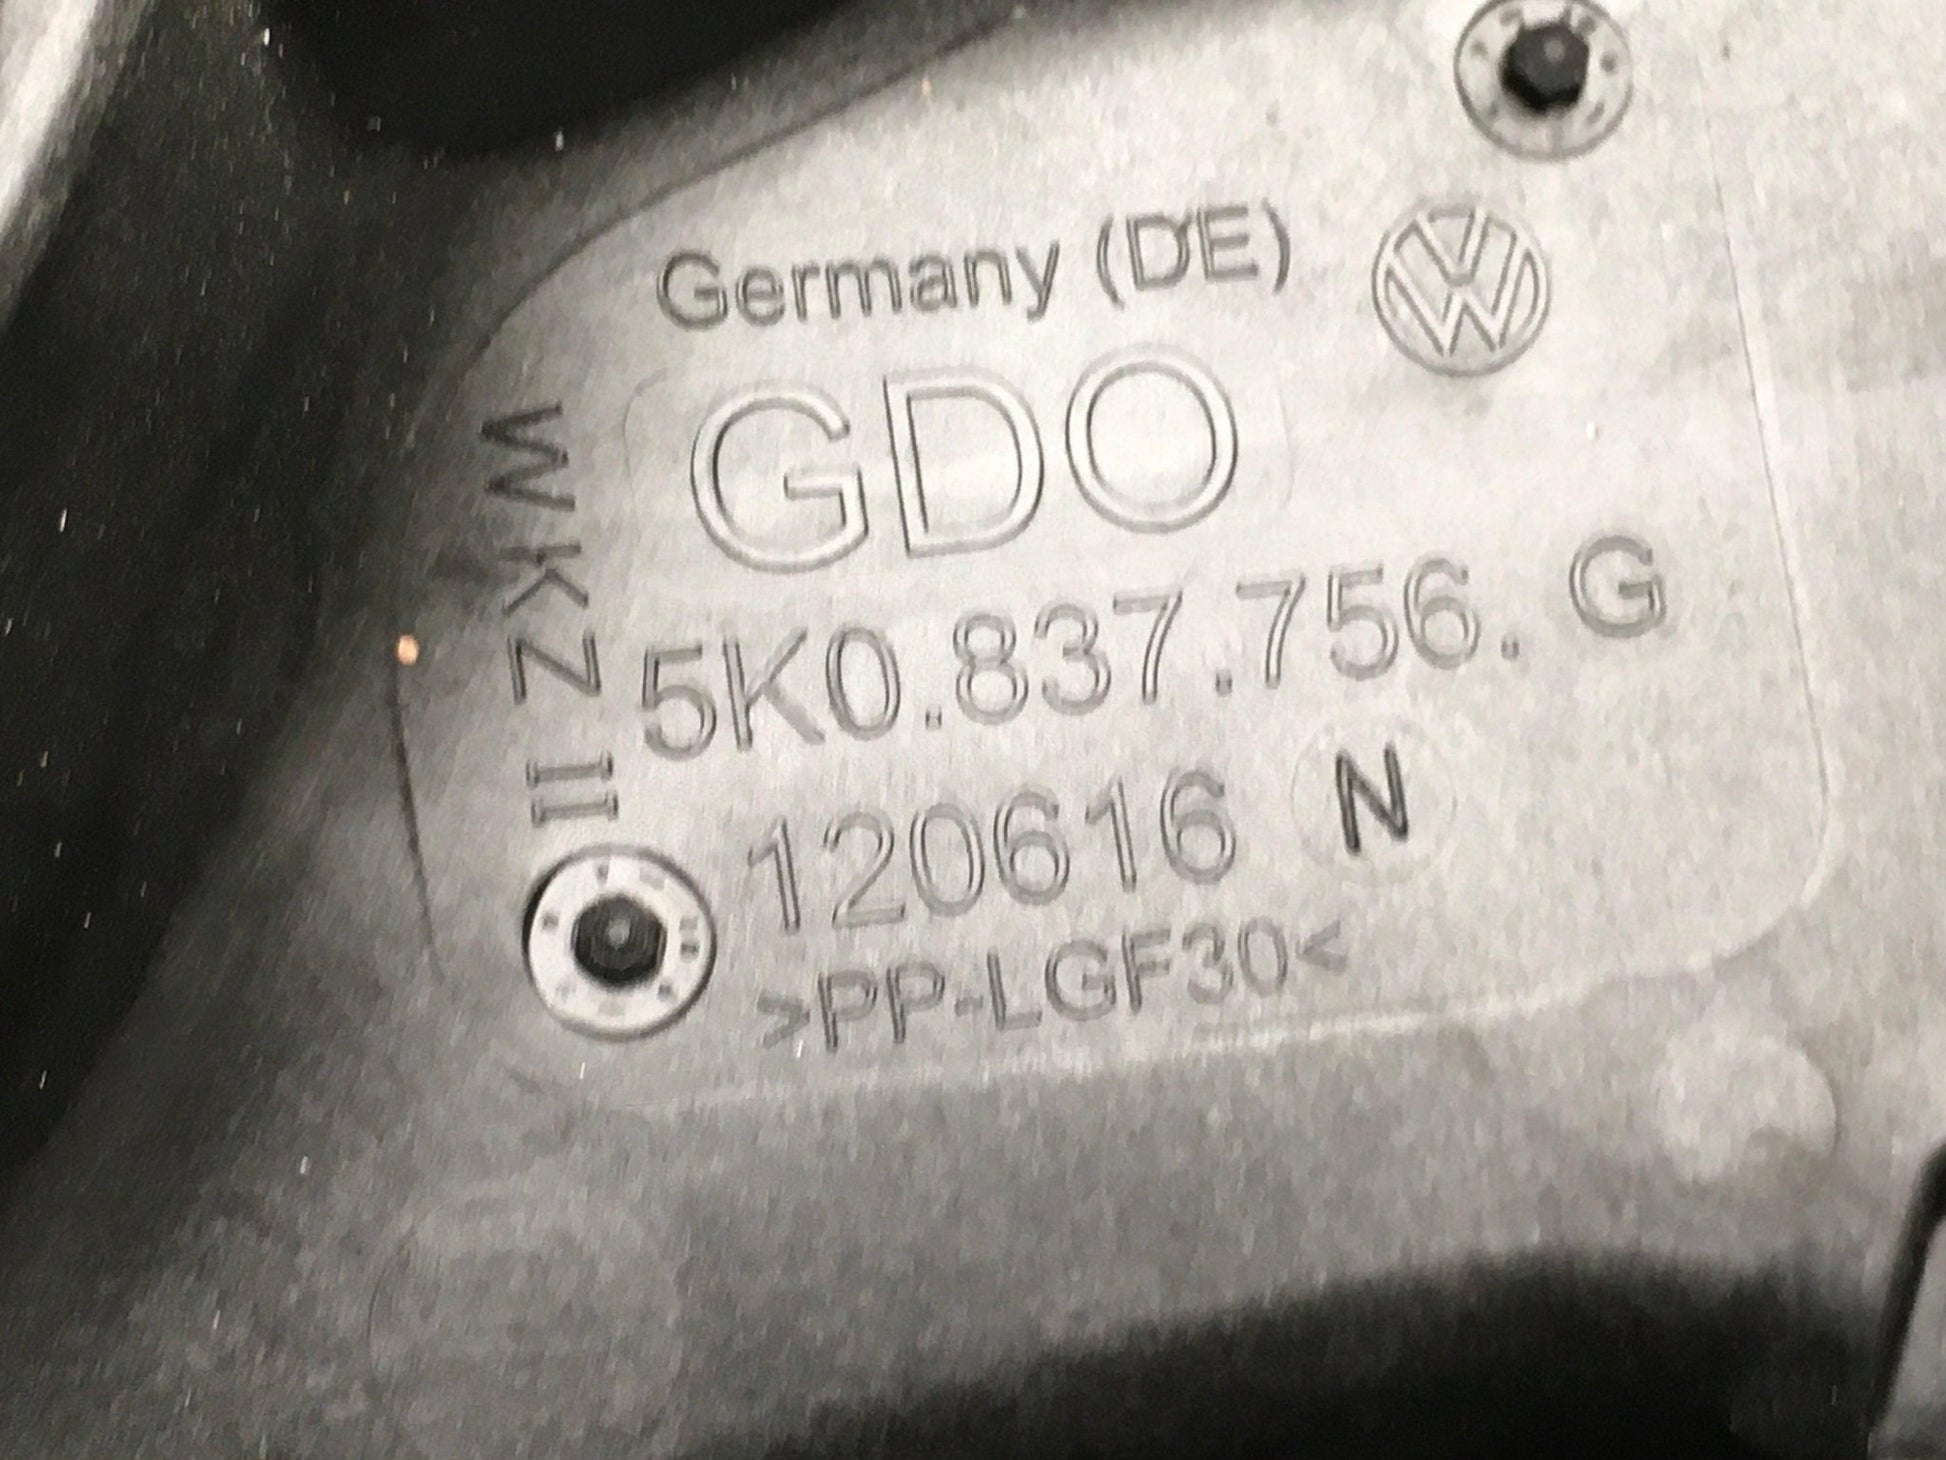 Germany (DE)
GDO
5K0.837.756. G
120616 N
>PP-LGF30<
WKZ II